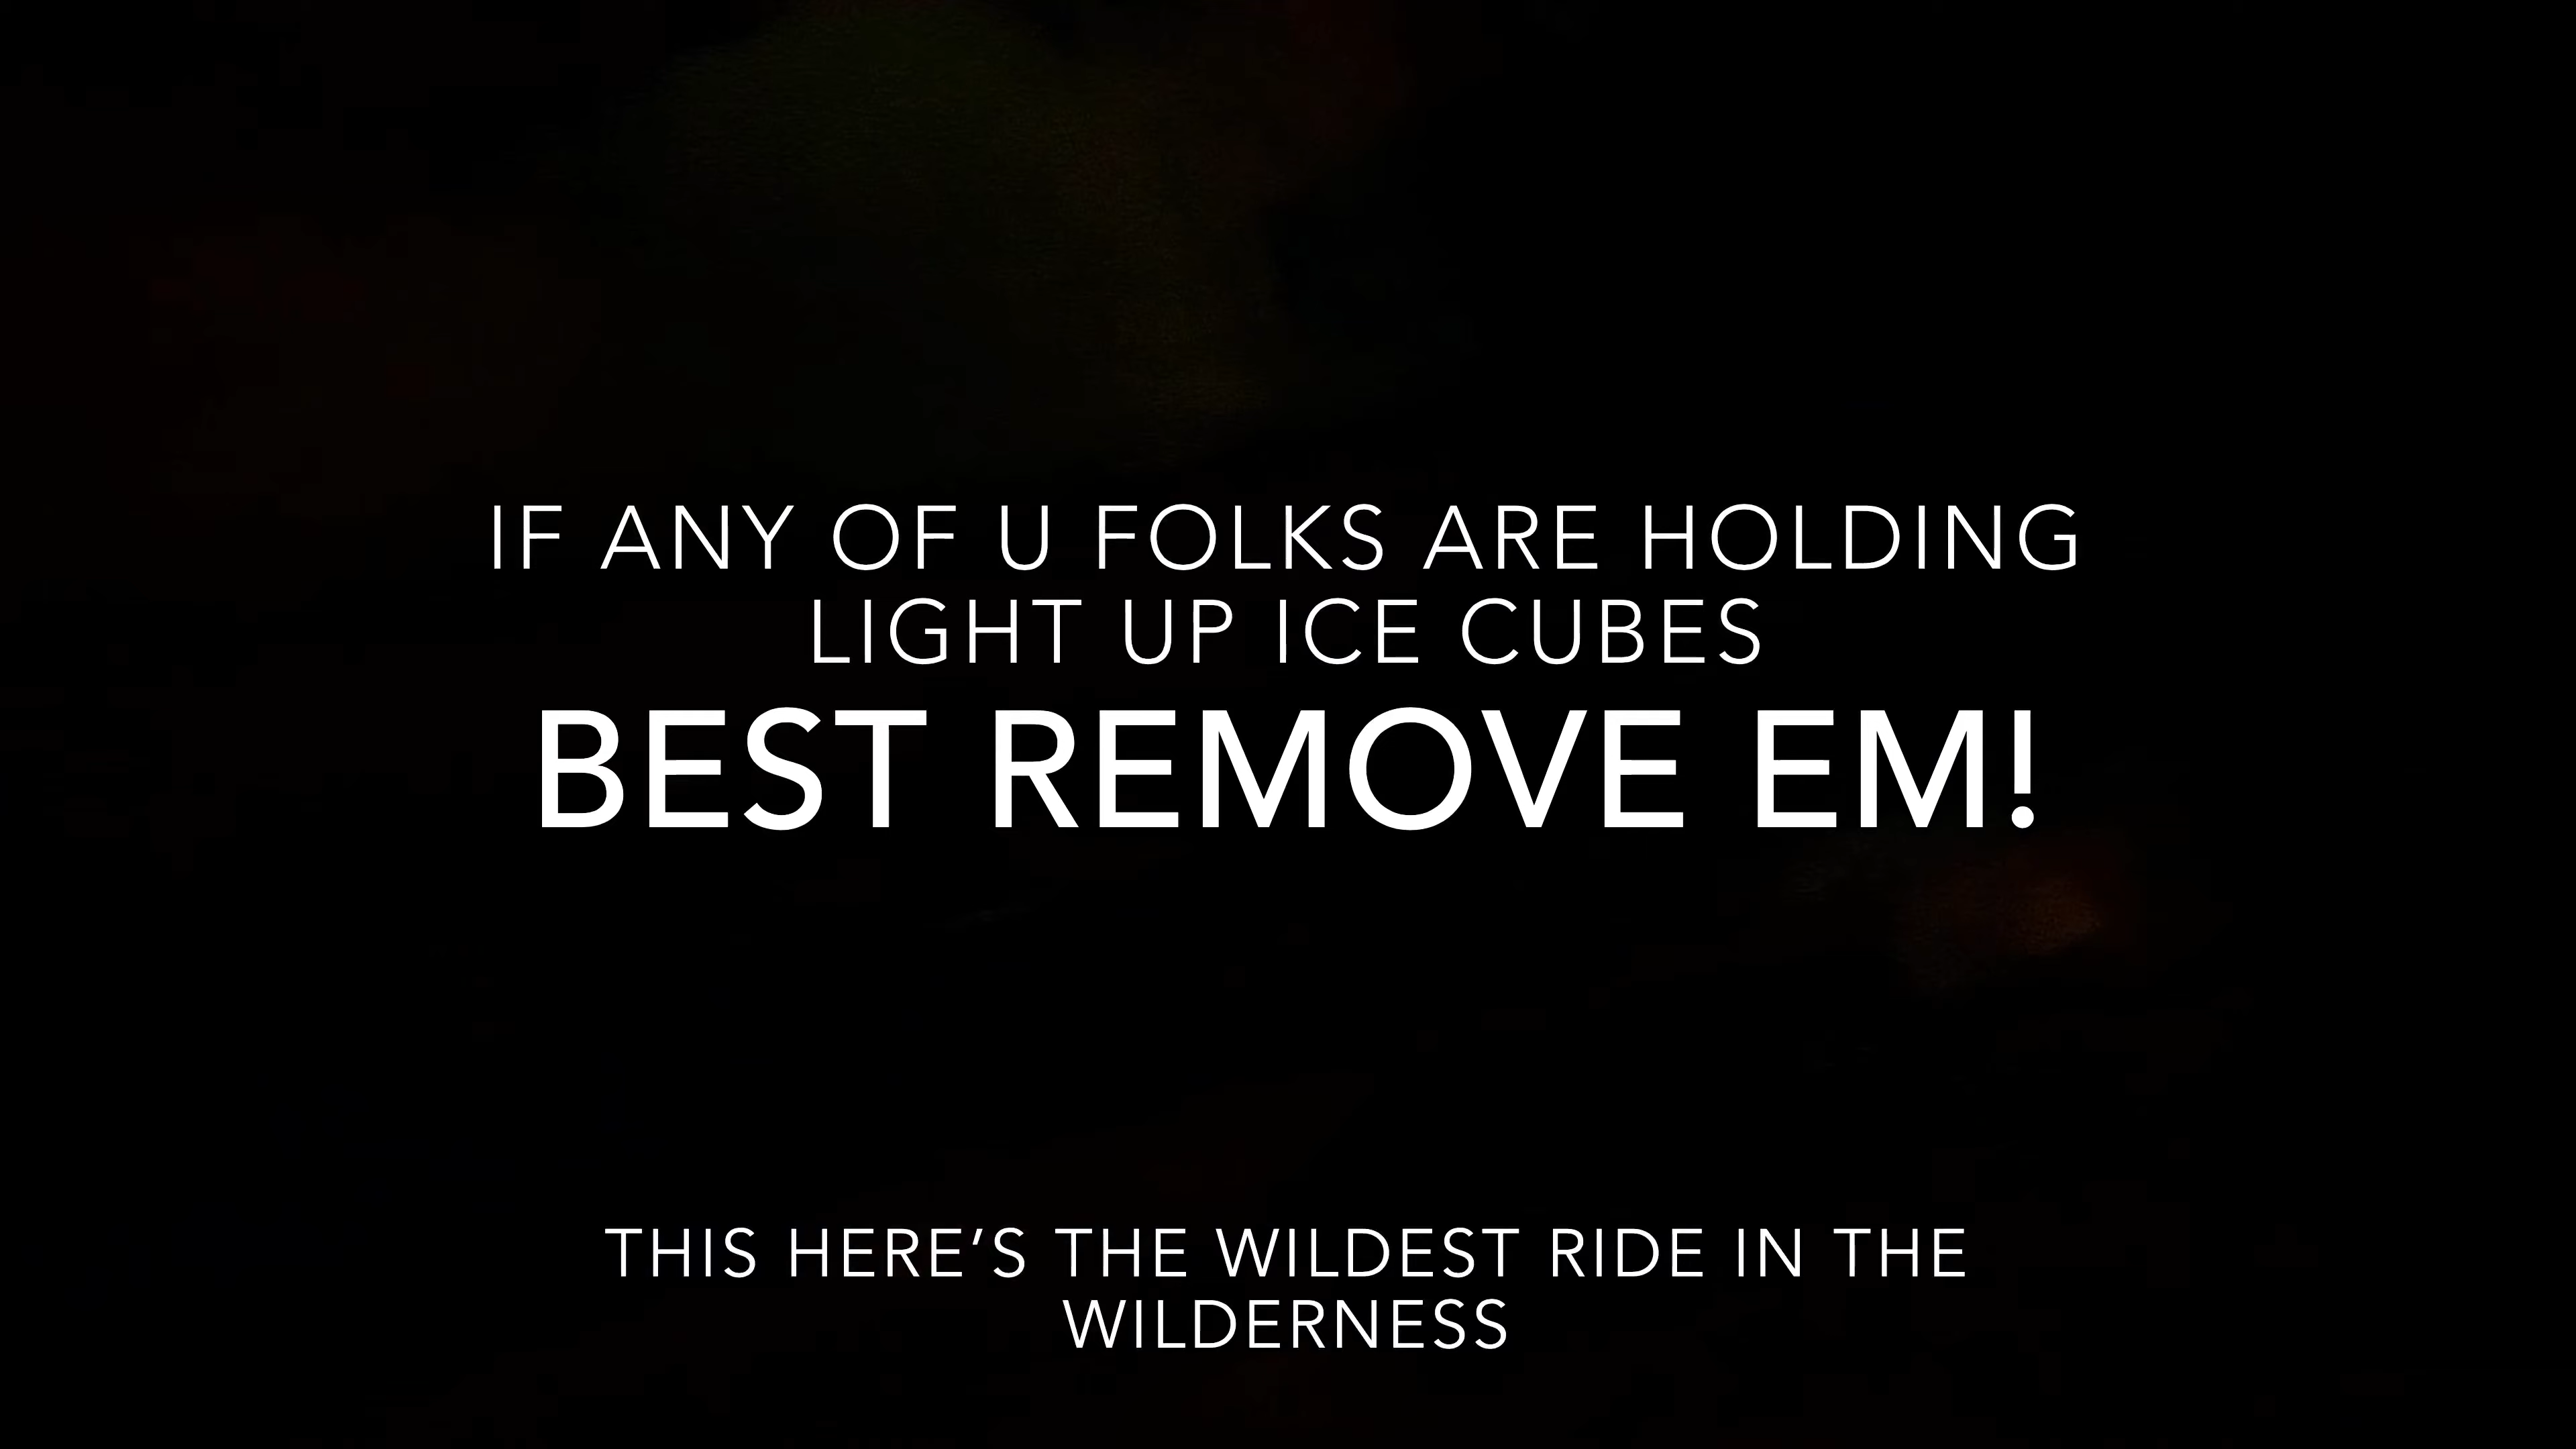 IF ANY OF U FOLKS ARE HOLDING
LIGHT UP ICE CUBES
BEST REMOVE EM!
THIS HERE’S THE WILDEST RIDE IN THE
WILDERNESS